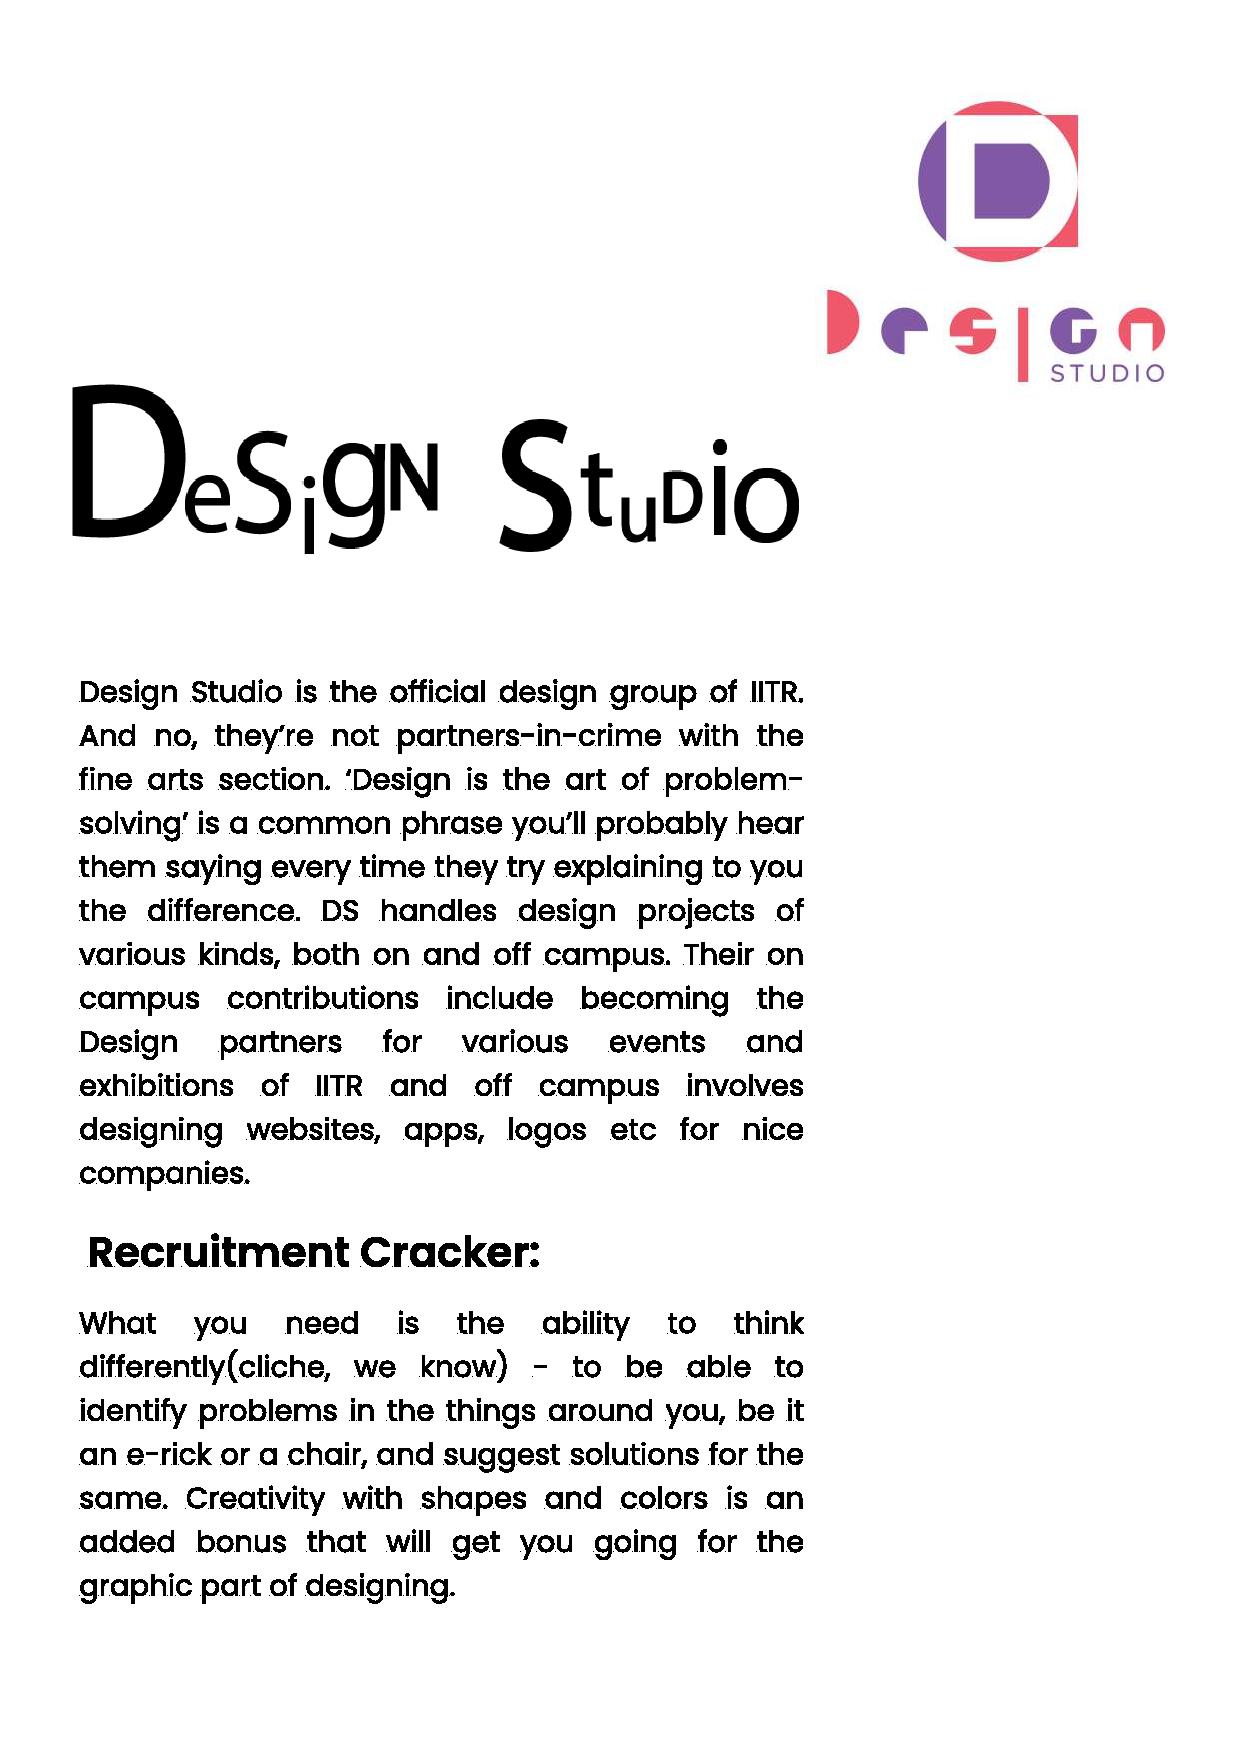 Design
STUDIO
DeSigN StuDio
Design Studio is the official design group of IITR.
And no, they’re not partners-in-crime with the
fine arts section. ‘Design is the art of problem-
solving’ is a common phrase you’ll probably hear
them saying every time they try explaining to you
the difference. DS handles design projects of
various kinds, both on and off campus. Their on
campus contributions include becoming the
Design partners for various events and
exhibitions of IITR and off campus involves
designing websites, apps, logos etc for nice
companies.
Recruitment Cracker:
What you need is the ability to think
differently(cliche, we know) - to be able to
identify problems in the things around you, be it
an e-rick or a chair, and suggest solutions for the
same. Creativity with shapes and colors is an
added bonus that will get you going for the
graphic part of designing.